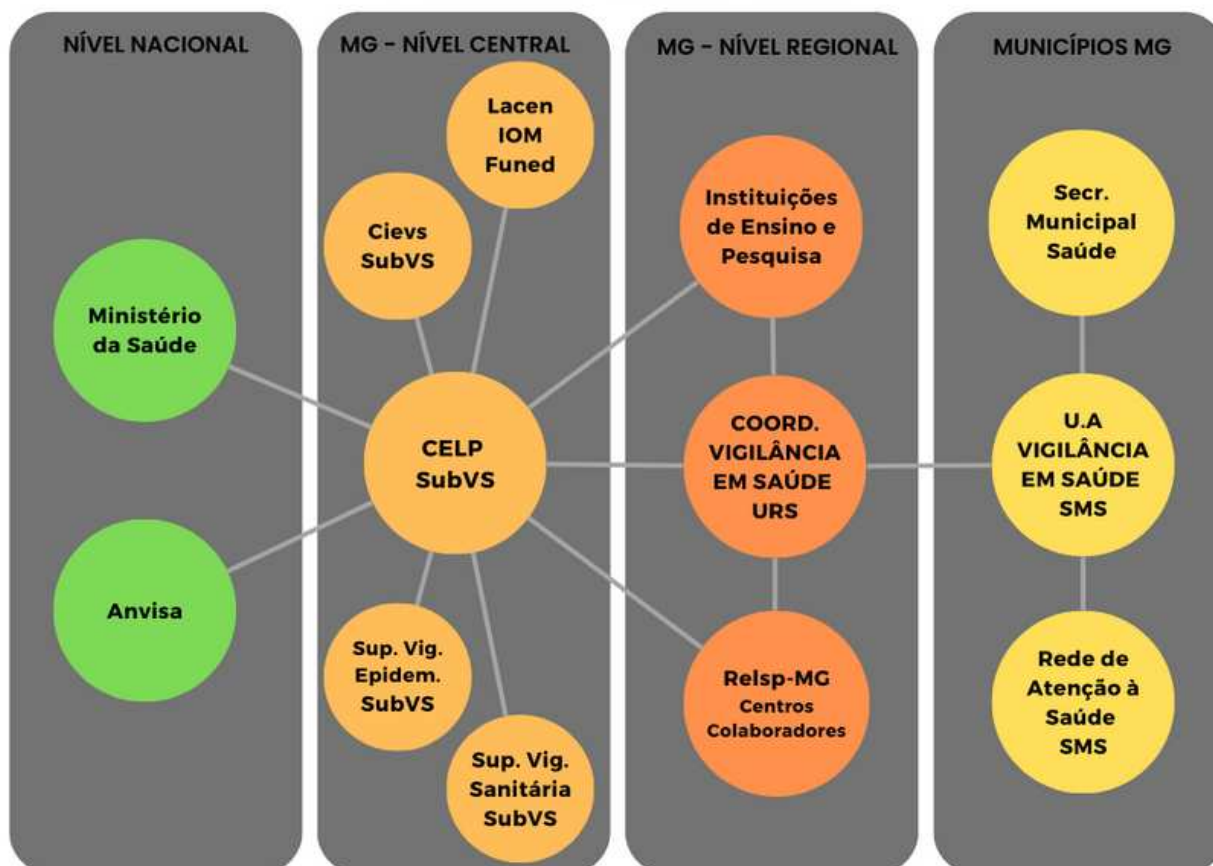 NÍVEL NACIONAL
Ministério
da Saúde
Anvisa
MG - NÍVEL CENTRAL
Lacen
IOM
Funed
Cievs
SubVS
CELP
SubVS
Sup. Vig.
Epidem.
SubVS
Sup. Vig.
Sanitária
SubVS
MG - NÍVEL REGIONAL
Instituições
de Ensino e
Pesquisa
COORD.
VIGILÂNCIA
EM SAÚDE
URS
Relsp-MG
Centros
Colaboradores
MUNICÍPIOS MG
Secr.
Municipal
Saúde
U.A
VIGILÂNCIA
EM SAÚDE
SMS
Rede de
Atenção à
Saúde
SMS